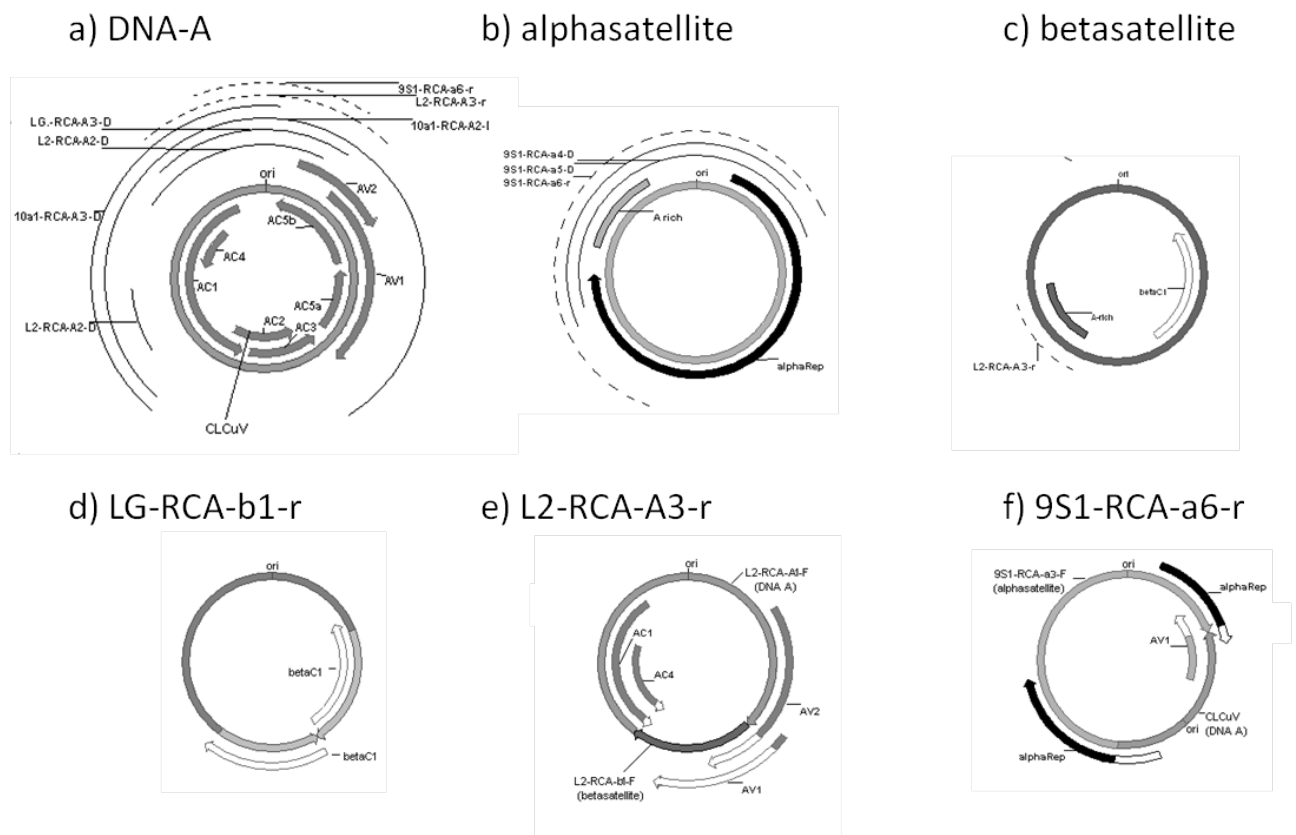 a) DNA-A
b) alphasatellite
c) betasatellite
9S1-RCA-a6-r
L2-RCA-A3-r
LG.-RCA-A3-D
10a1-RCA-A2-I
L2-RCA-A2-D
ori
AV2
10a1-RCA-A3-D
AC5b
AC4
AV1
AC1
AC5a
L2-RCA-A2-D
AC2
AC3
CLCuV
9S1-RCA-a4-D
9S1-RCA-a5-D
9S1-RCA-a6-r
ori
A rich
alphaRep
ori
betaC1
A-rich
L2-RCA-A3-r
d) LG-RCA-b1-r
e) L2-RCA-A3-r
f) 9S1-RCA-a6-r
ori
betaC1
betaC1
ori
L2-RCA-A1-F
(DNA A)
AC1
AC4
AV2
L2-RCA-b1-F
(betasatellite)
AV1
ori
9S1-RCA-a3-F
(alphasatellite)
alphaRep
AV1
CLCuV
(DNA A)
ori
alphaRep